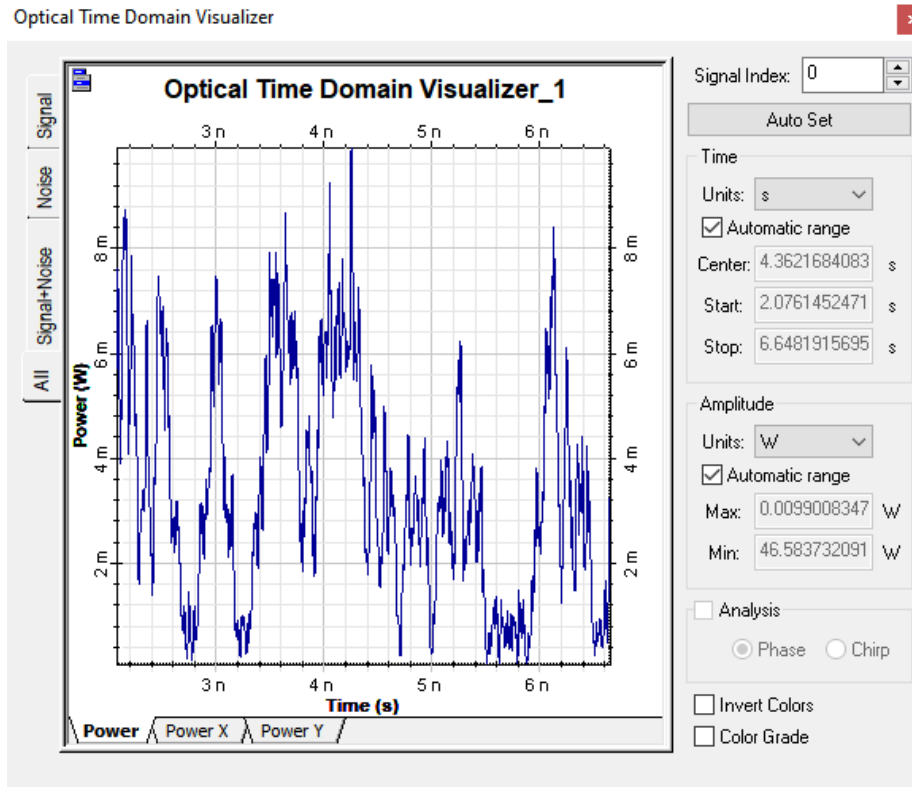 Optical Time Domain Visualizer
Signal
Noise
Signal+Noise
All
Optical Time Domain Visualizer_1
3 n 4 n 5 n 6 n
8 m 8 m
6 m 6 m
4 m 4 m
2 m 2 m
Power (W)
3 n 4 n 5 n 6 n
Time (s)
Power Power X Power Y
Signal Index: 0
Auto Set
Time
Units: s
Automatic range
Center: 4.3621684083 s
Start: 2.0761452471 s
Stop: 6.6481915695 s
Amplitude
Units: W
Automatic range
Max: 0.0099008347 W
Min: 46.583732091 W
Analysis
Phase Chirp
Invert Colors
Color Grade